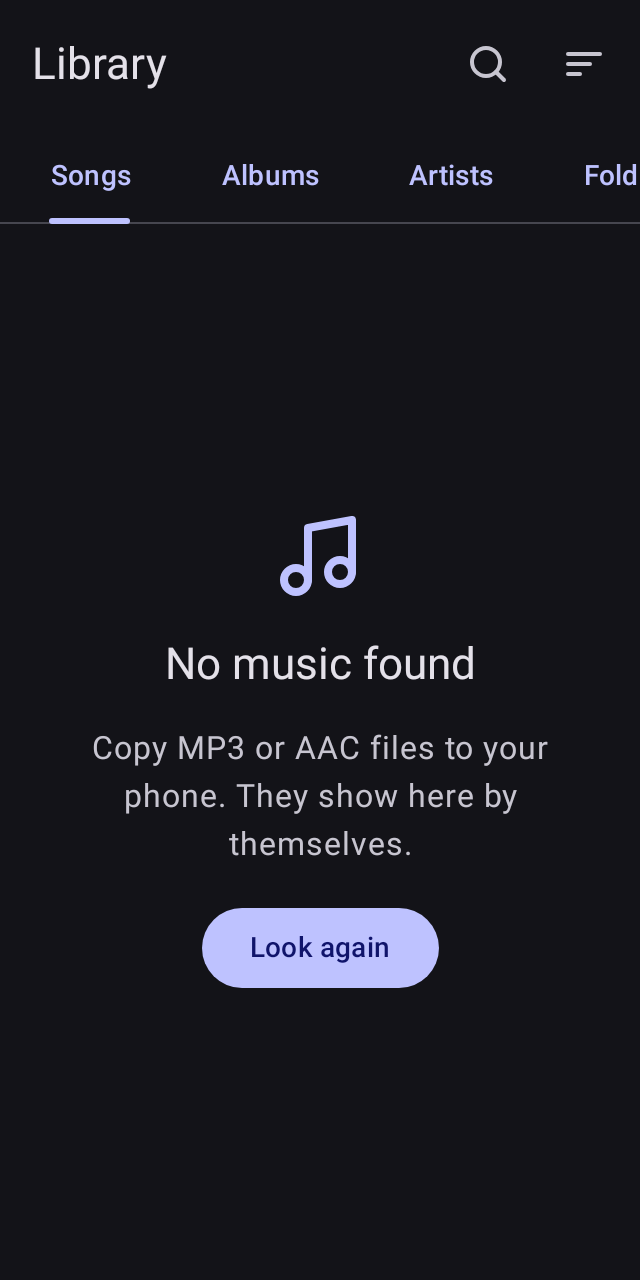 Library
Songs Albums Artists Fold
No music found
Copy MP3 or AAC files to your
phone. They show here by
themselves.
Look again